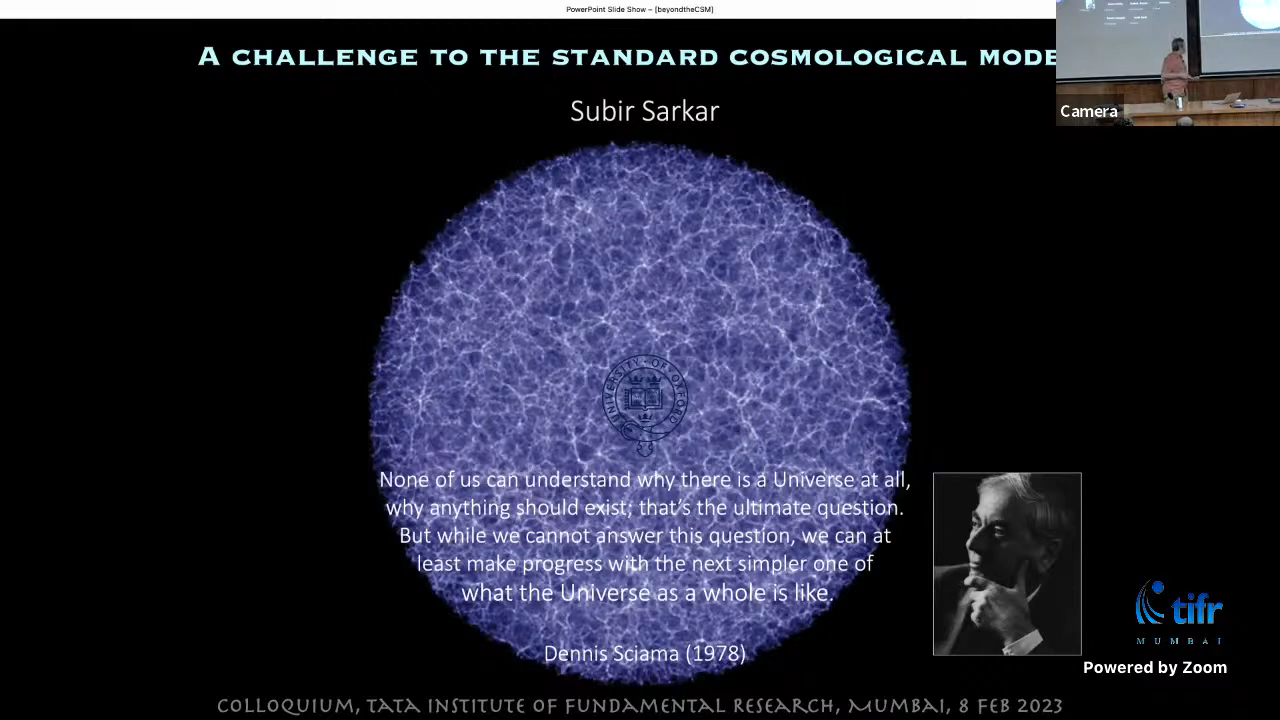 PowerPoint Slide Show – [beyondtheCSM]
A CHALLENGE TO THE STANDARD COSMOLOGICAL MODE
Subir Sarkar
Camera
UNIVERSITY · OF · OXFORD
None of us can understand why there is a Universe at all,
why anything should exist; that's the ultimate question.
But while we cannot answer this question, we can at
least make progress with the next simpler one of
what the Universe as a whole is like.
Dennis Sciama (1978)
tifr
MUMBAI
Powered by Zoom
COLLOQUIUM, TATA INSTITUTE OF FUNDAMENTAL RESEARCH, MUMBAI, 8 FEB 2023